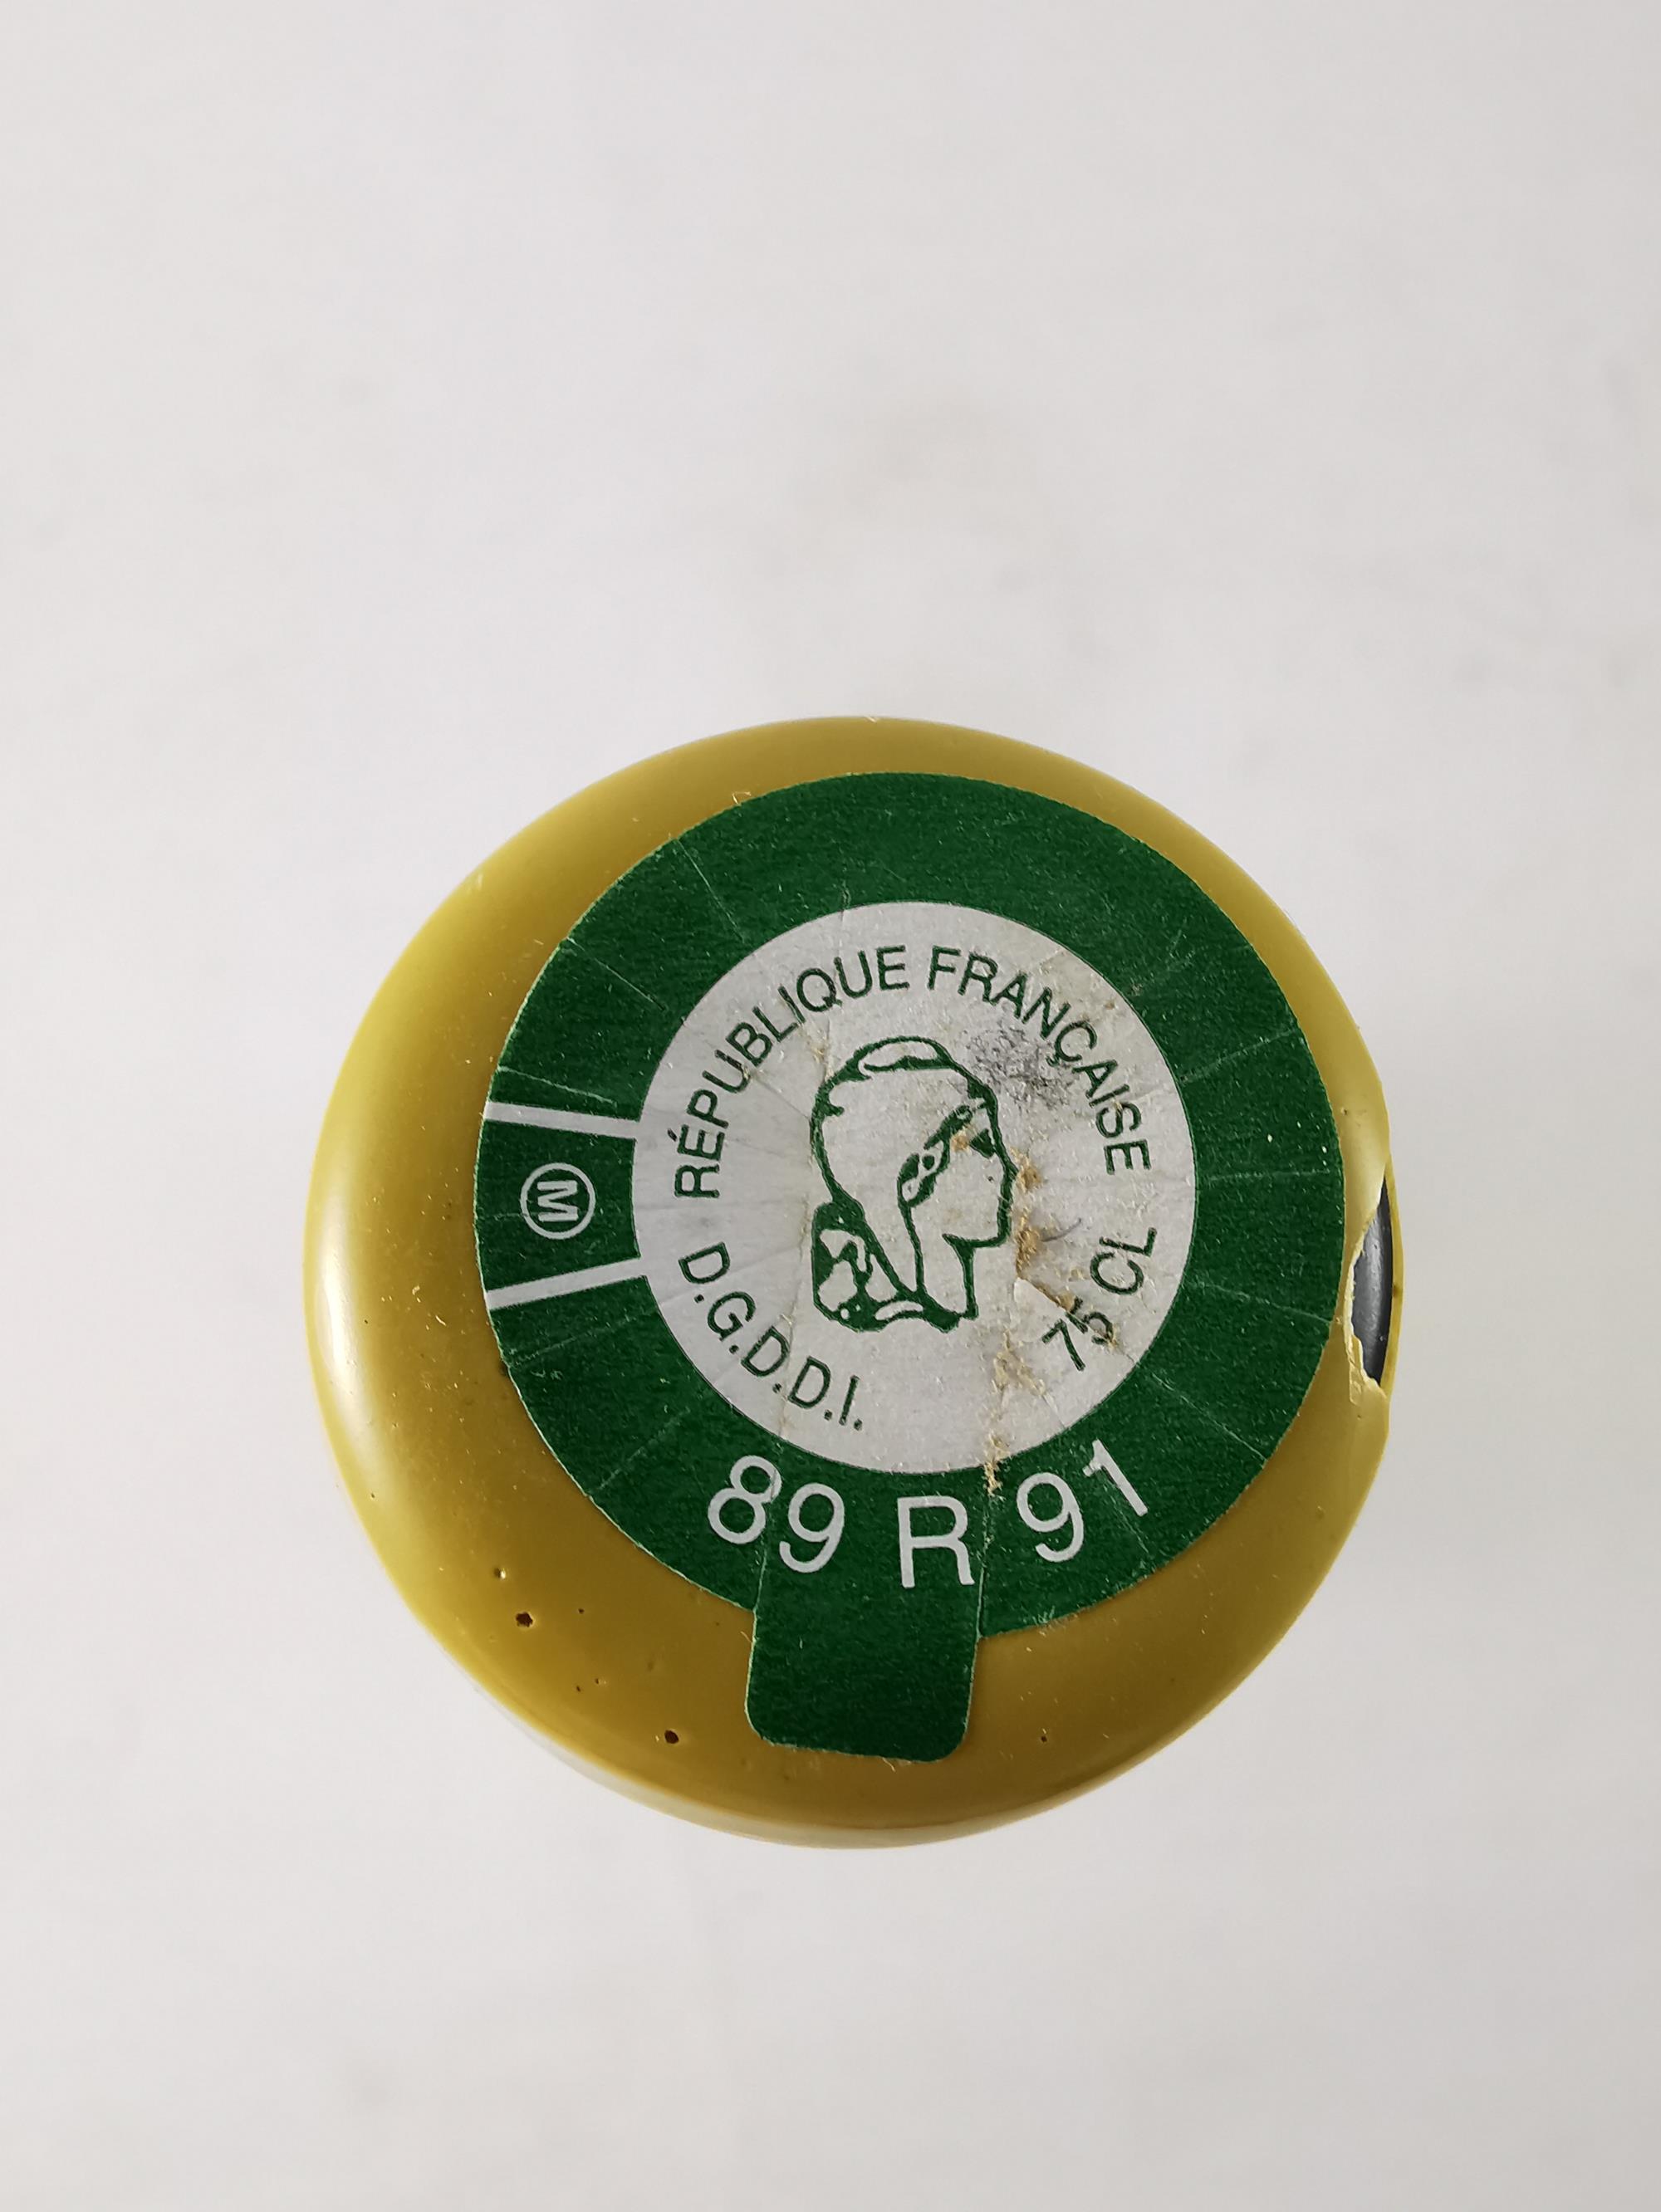 RÉPUBLIQUE FRANÇAISE
D.G.D.D.I.
75 CL
M
89 R 91